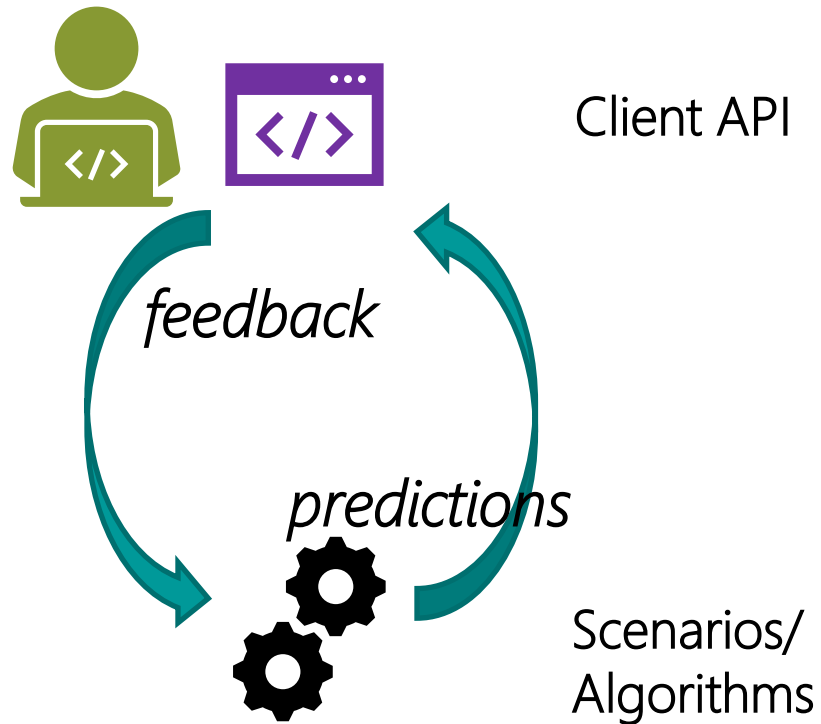 </>
</>
Client API
feedback
predictions
Scenarios/
Algorithms